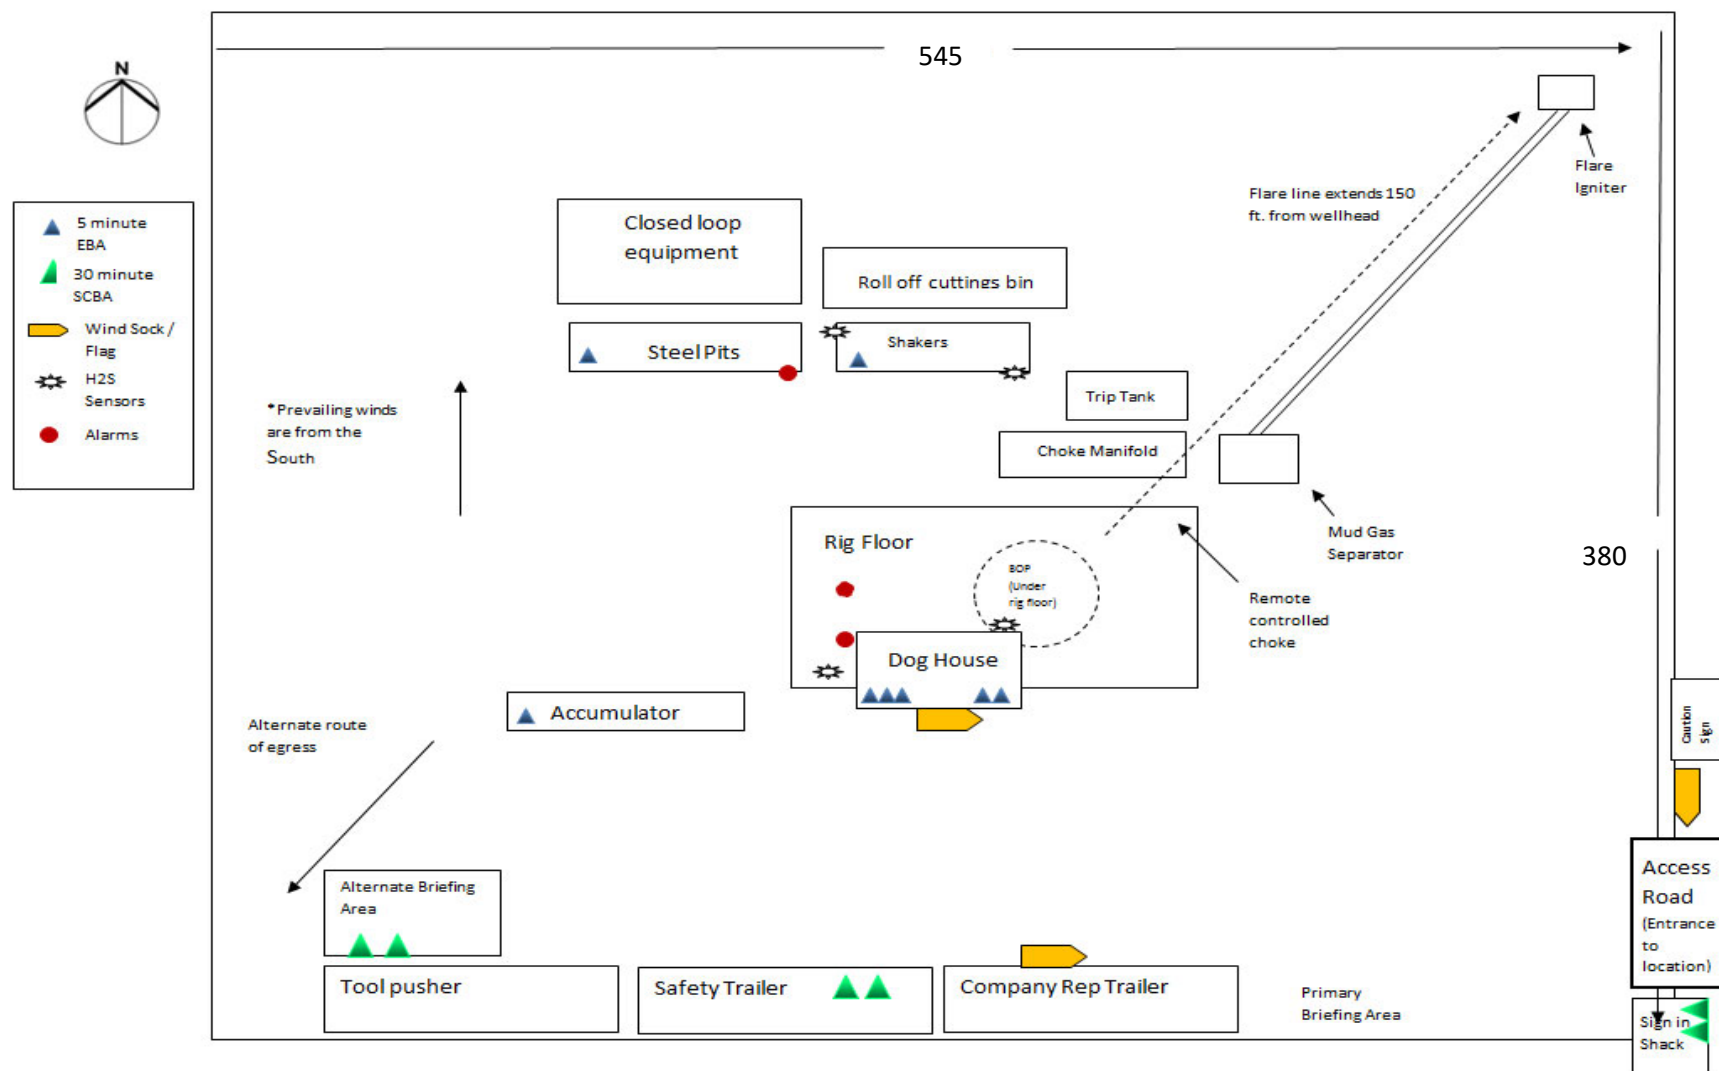 545
N
5 minute
EBA
30 minute
SCBA
Wind Sock /
Flag
H2S
Sensors
Alarms
Flare
Igniter
Flare line extends 150
ft. from wellhead
Closed loop
equipment
Roll off cuttings bin
Steel Pits
Shakers
Trip Tank
Choke Manifold
*Prevailing winds
are from the
South
Mud Gas
Separator
380
Rig Floor
BOP
(Under
rig floor)
Remote
controlled
choke
Dog House
Accumulator
Alternate route
of egress
Caution
Sign
Access
Road
(Entrance
to
location)
Alternate Briefing
Area
Tool pusher
Safety Trailer
Company Rep Trailer
Primary
Briefing Area
Sign in
Shack